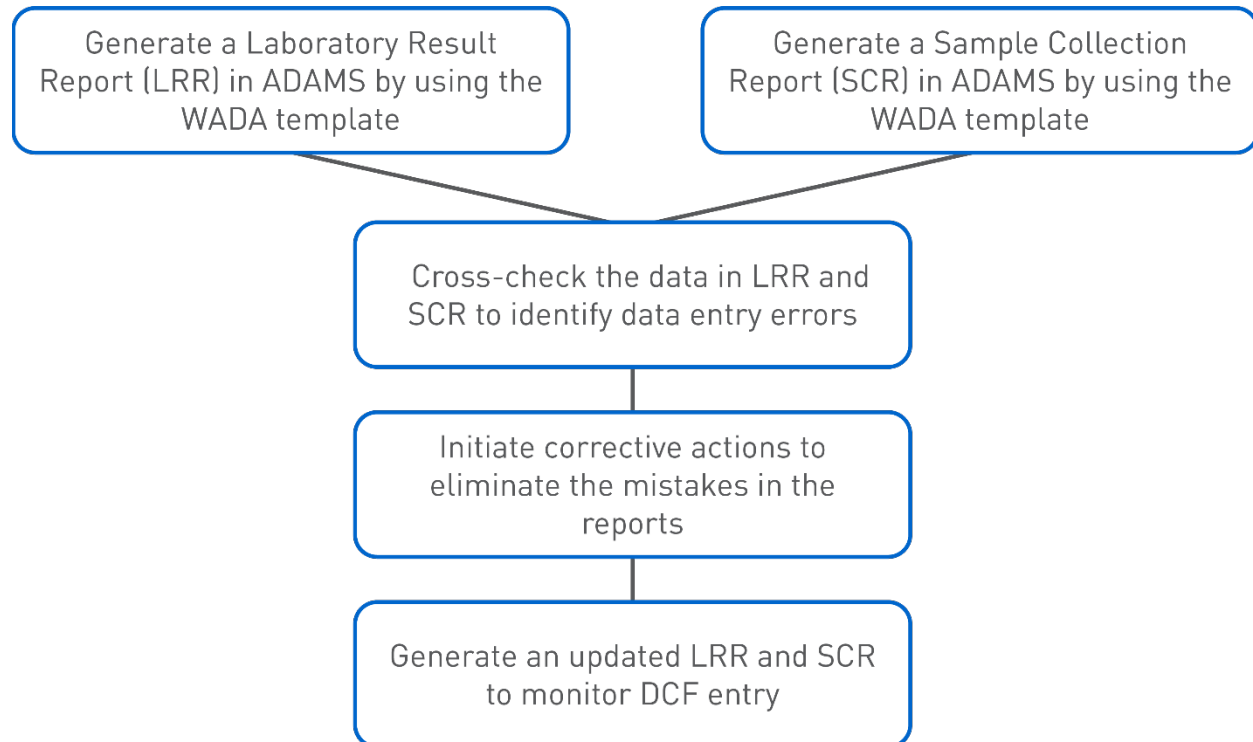 Generate a Laboratory Result
Report (LRR) in ADAMS by using the
WADA template
Generate a Sample Collection
Report (SCR) in ADAMS by using the
WADA template
Cross-check the data in LRR and
SCR to identify data entry errors
Initiate corrective actions to
eliminate the mistakes in the
reports
Generate an updated LRR and SCR
to monitor DCF entry